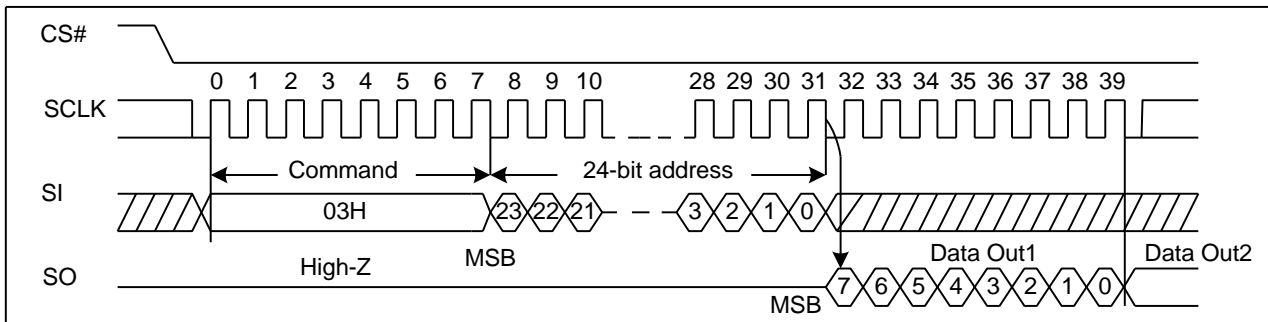 CS#
0 1 2 3 4 5 6 7 8 9 10 28 29 30 31 32 33 34 35 36 37 38 39
SCLK
Command 24-bit address
SI
03H 23 22 21 3 2 1 0
High-Z MSB Data Out1 Data Out2
SO
MSB 7 6 5 4 3 2 1 0